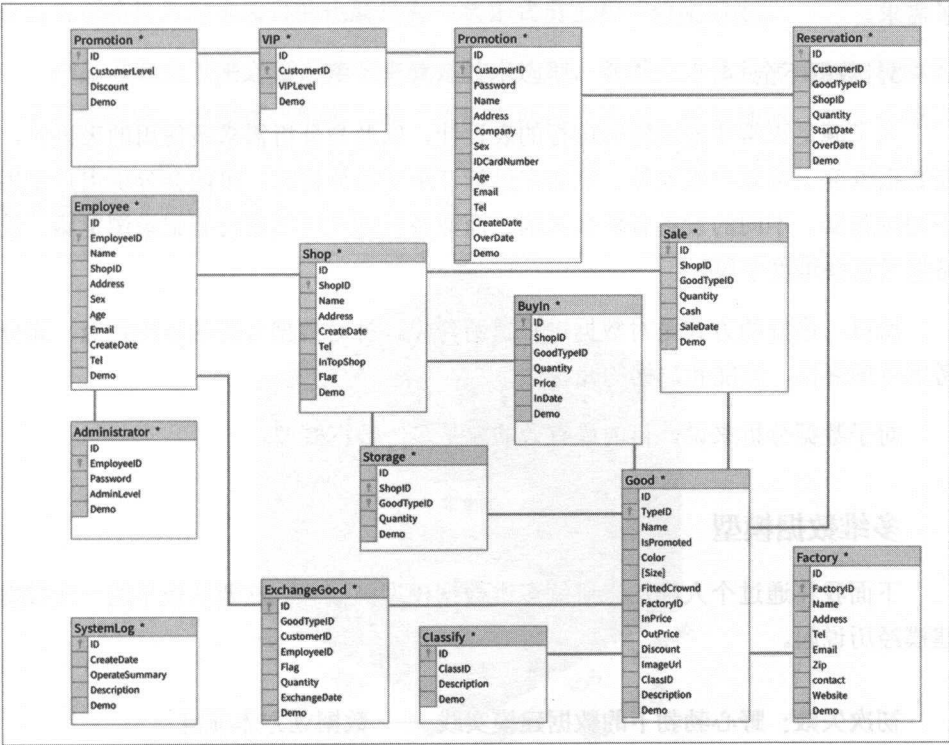 Promotion *
ID
CustomerLevel
Discount
Demo
VIP *
ID
CustomerID
VIPLevel
Demo
Promotion *
ID
CustomerID
Password
Name
Address
Company
Sex
IDCardNumber
Age
Email
Tel
CreateDate
OverDate
Demo
Reservation *
ID
CustomerID
GoodTypeID
ShopID
Quantity
StartDate
OverDate
Demo
Employee *
ID
EmployeeID
Name
ShopID
Address
Sex
Age
Email
CreateDate
Tel
Demo
Shop *
ID
ShopID
Name
Address
CreateDate
Tel
InTopShop
Flag
Demo
BuyIn *
ID
ShopID
GoodTypeID
Quantity
Price
InDate
Demo
Sale *
ID
ShopID
GoodTypeID
Quantity
Cash
SaleDate
Demo
Administrator *
ID
EmployeeID
Password
AdminLevel
Demo
Storage *
ID
ShopID
GoodTypeID
Quantity
Demo
Good *
ID
TypeID
Name
IsPromoted
Color
[Size]
FittedCrowd
FactoryID
InPrice
OutPrice
Discount
ImageUrl
ClassID
Description
Demo
Factory *
ID
FactoryID
Name
Address
Tel
Email
Zip
contact
Website
Demo
SystemLog *
ID
CreateDate
OperateSummary
Description
Demo
ExchangeGood *
ID
GoodTypeID
CustomerID
EmployeeID
Flag
Quantity
ExchangeDate
Demo
Classify *
ID
ClassID
Description
Demo